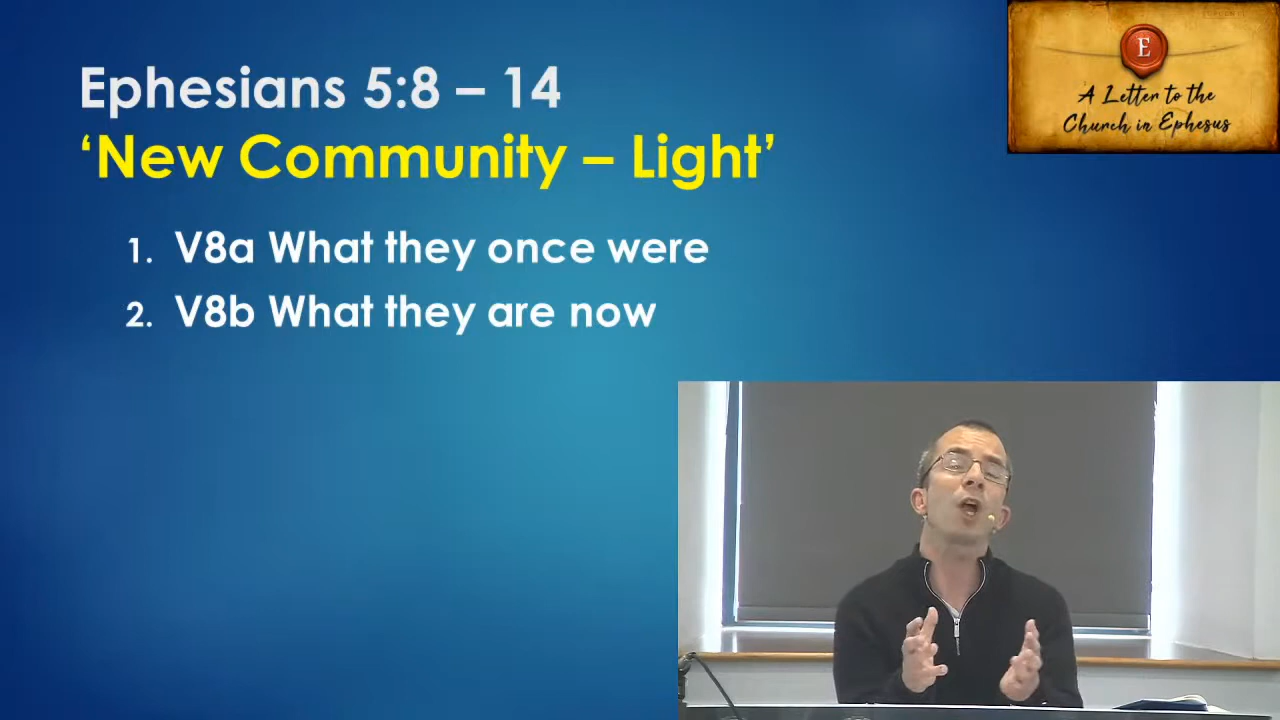 Ephesians 5:8 – 14
‘New Community – Light’
1. V8a What they once were
2. V8b What they are now
E
A Letter to the
Church in Ephesus